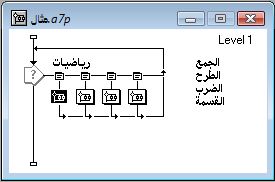 مثال.a7p
Level 1
رياضيات
?
الجمع
الطرح
الضرب
القسمة